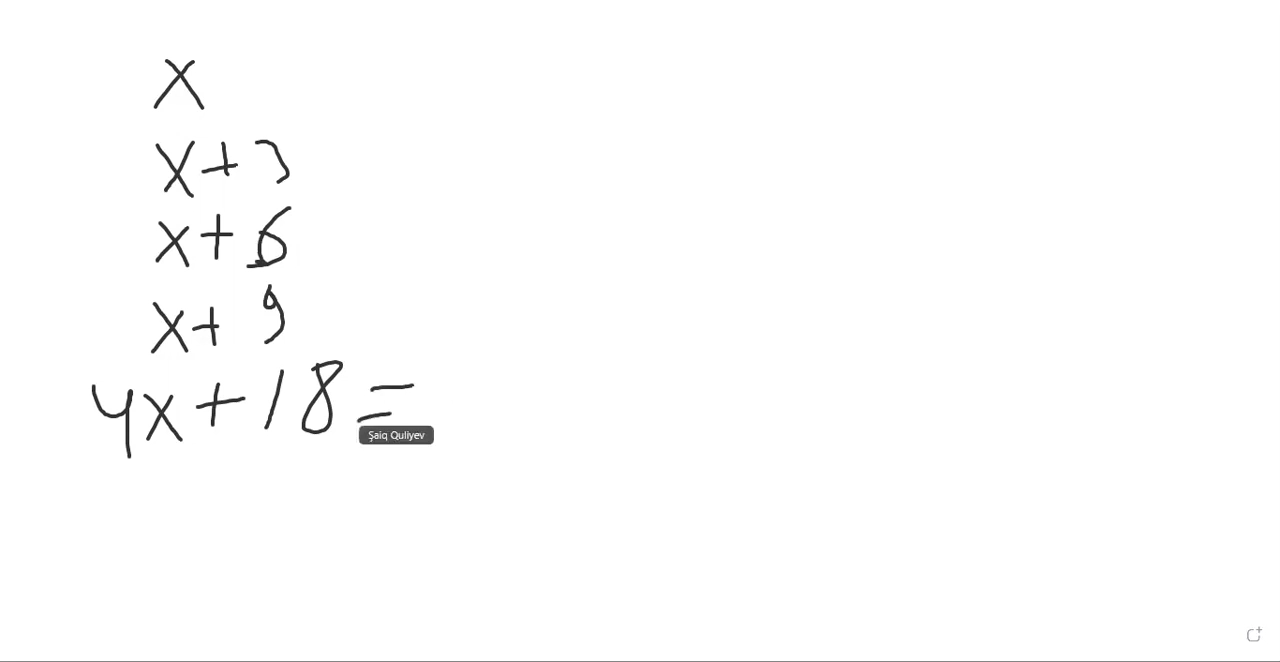 x
x+3
x+6
x+9
4x+18=
Şaiq Quliyev